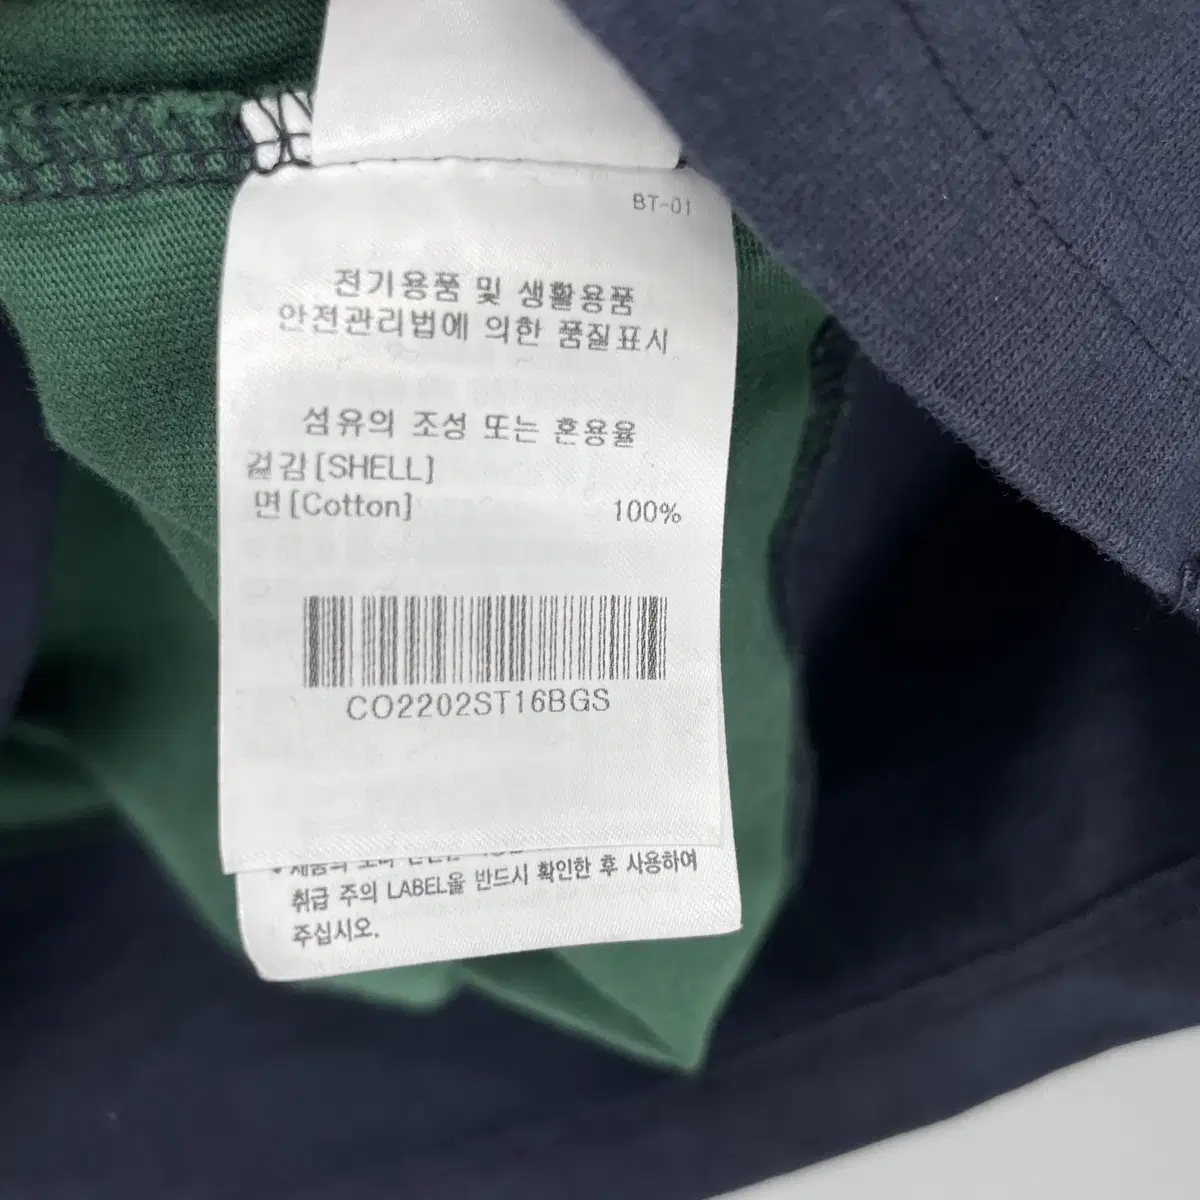 BT-01
전기용품 및 생활용품
안전관리법에 의한 품질표시
섬유의 조성 또는 혼용율
겉감[SHELL]
면[Cotton] 100%
CO2202ST16BGS
취급 주의 LABEL을 반드시 확인한 후 사용하여
주십시오.